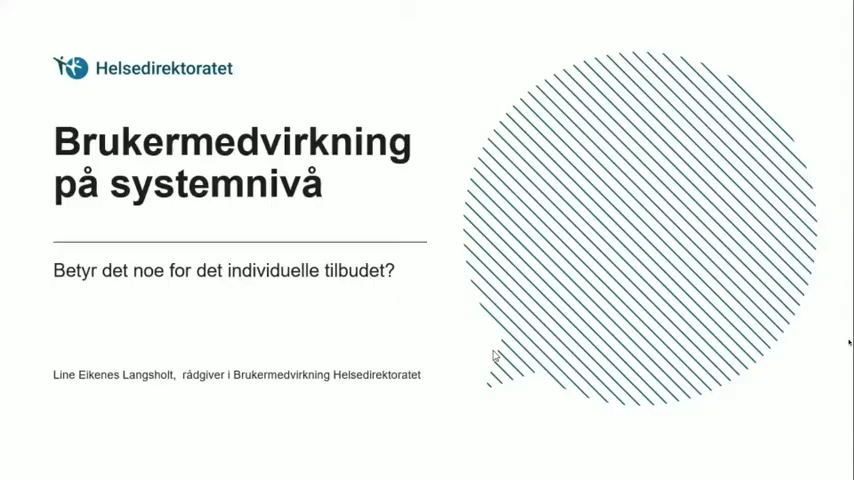 Helsedirektoratet
Brukermedvirkning
på systemnivå
Betyr det noe for det individuelle tilbudet?
Line Eikenes Langsholt, rådgiver i Brukermedvirkning Helsedirektoratet